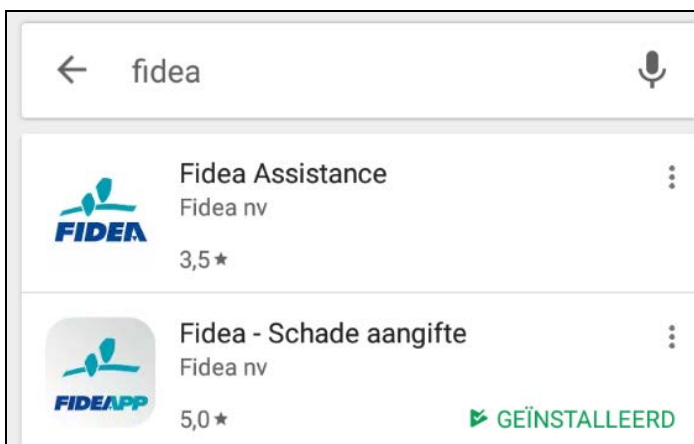 fidea
Fidea Assistance
Fidea nv
FIDEA
3,5★
Fidea - Schade aangifte
Fidea nv
FIDEAPP
5,0★
GEÏNSTALLEERD